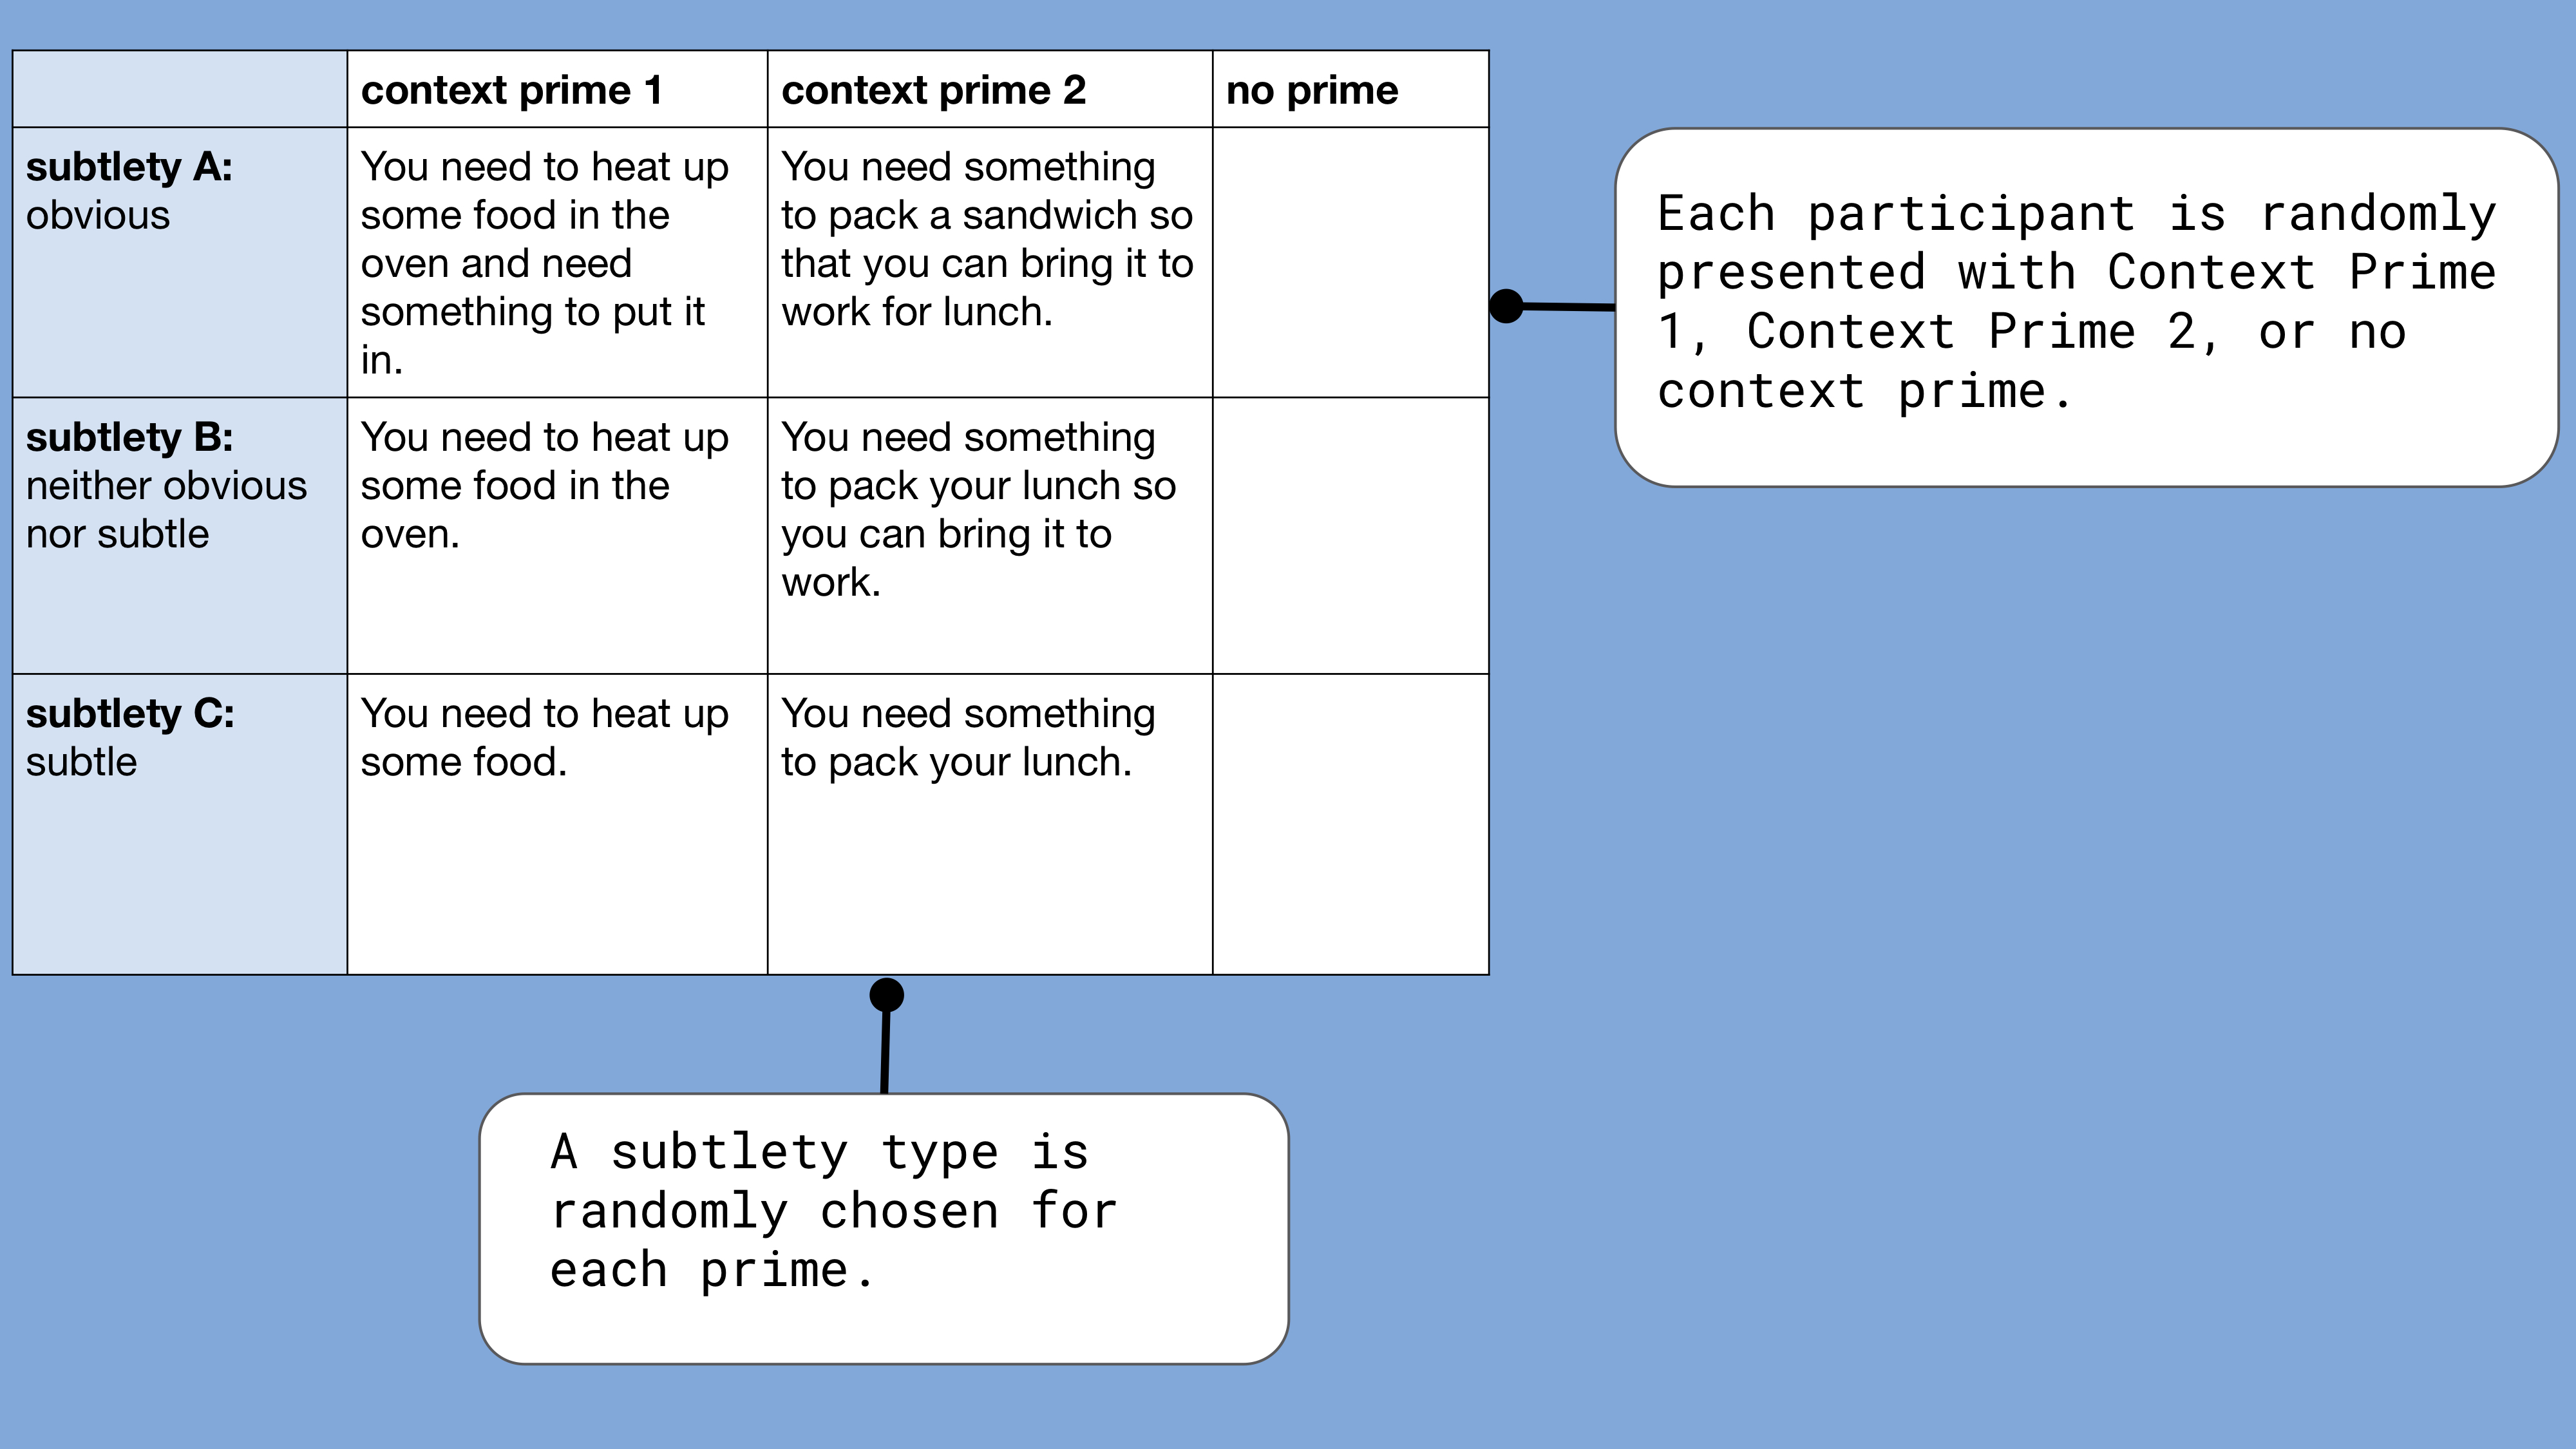 context prime 1
context prime 2
no prime
subtlety A:
obvious
You need to heat up
some food in the
oven and need
something to put it
in.
You need something
to pack a sandwich so
that you can bring it to
work for lunch.
subtlety B:
neither obvious
nor subtle
You need to heat up
some food in the
oven.
You need something
to pack your lunch so
you can bring it to
work.
subtlety C:
subtle
You need to heat up
some food.
You need something
to pack your lunch.
Each participant is randomly
presented with Context Prime
1, Context Prime 2, or no
context prime.
A subtlety type is
randomly chosen for
each prime.